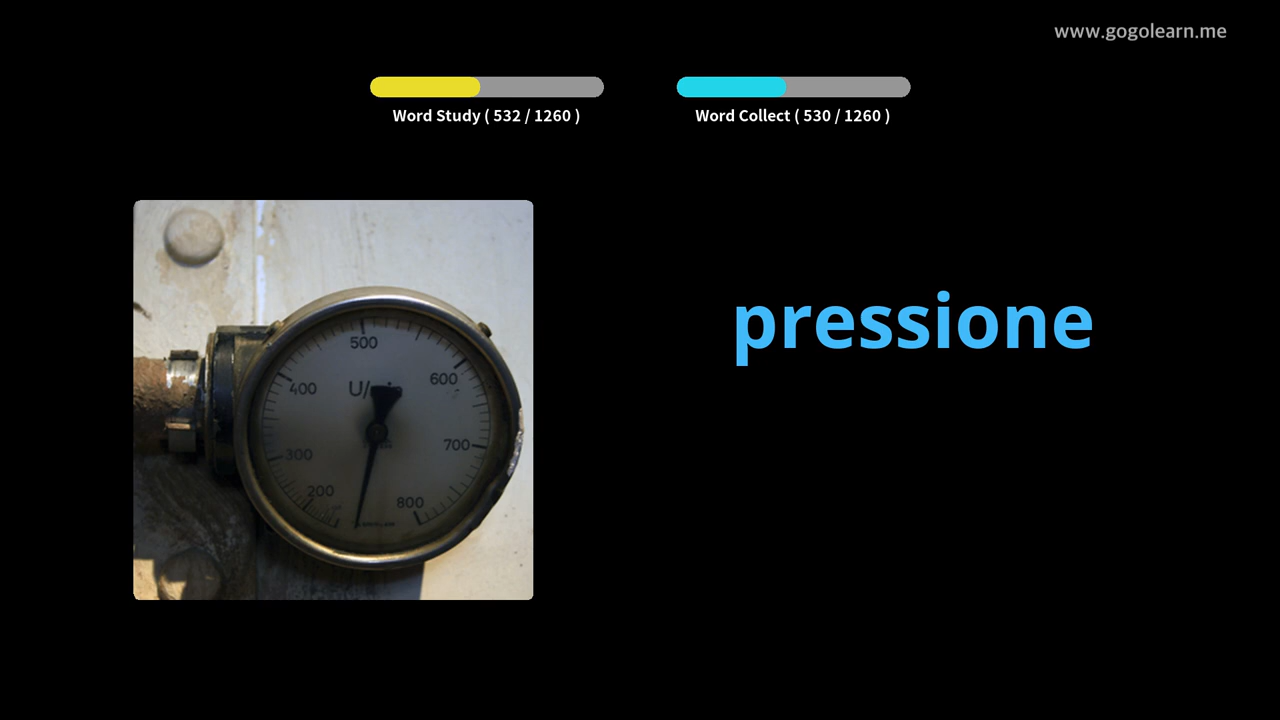 www.gogolearn.me
Word Study ( 532 / 1260 )
Word Collect ( 530 / 1260 )
pressione
500
400
600
U/
300
700
200
800